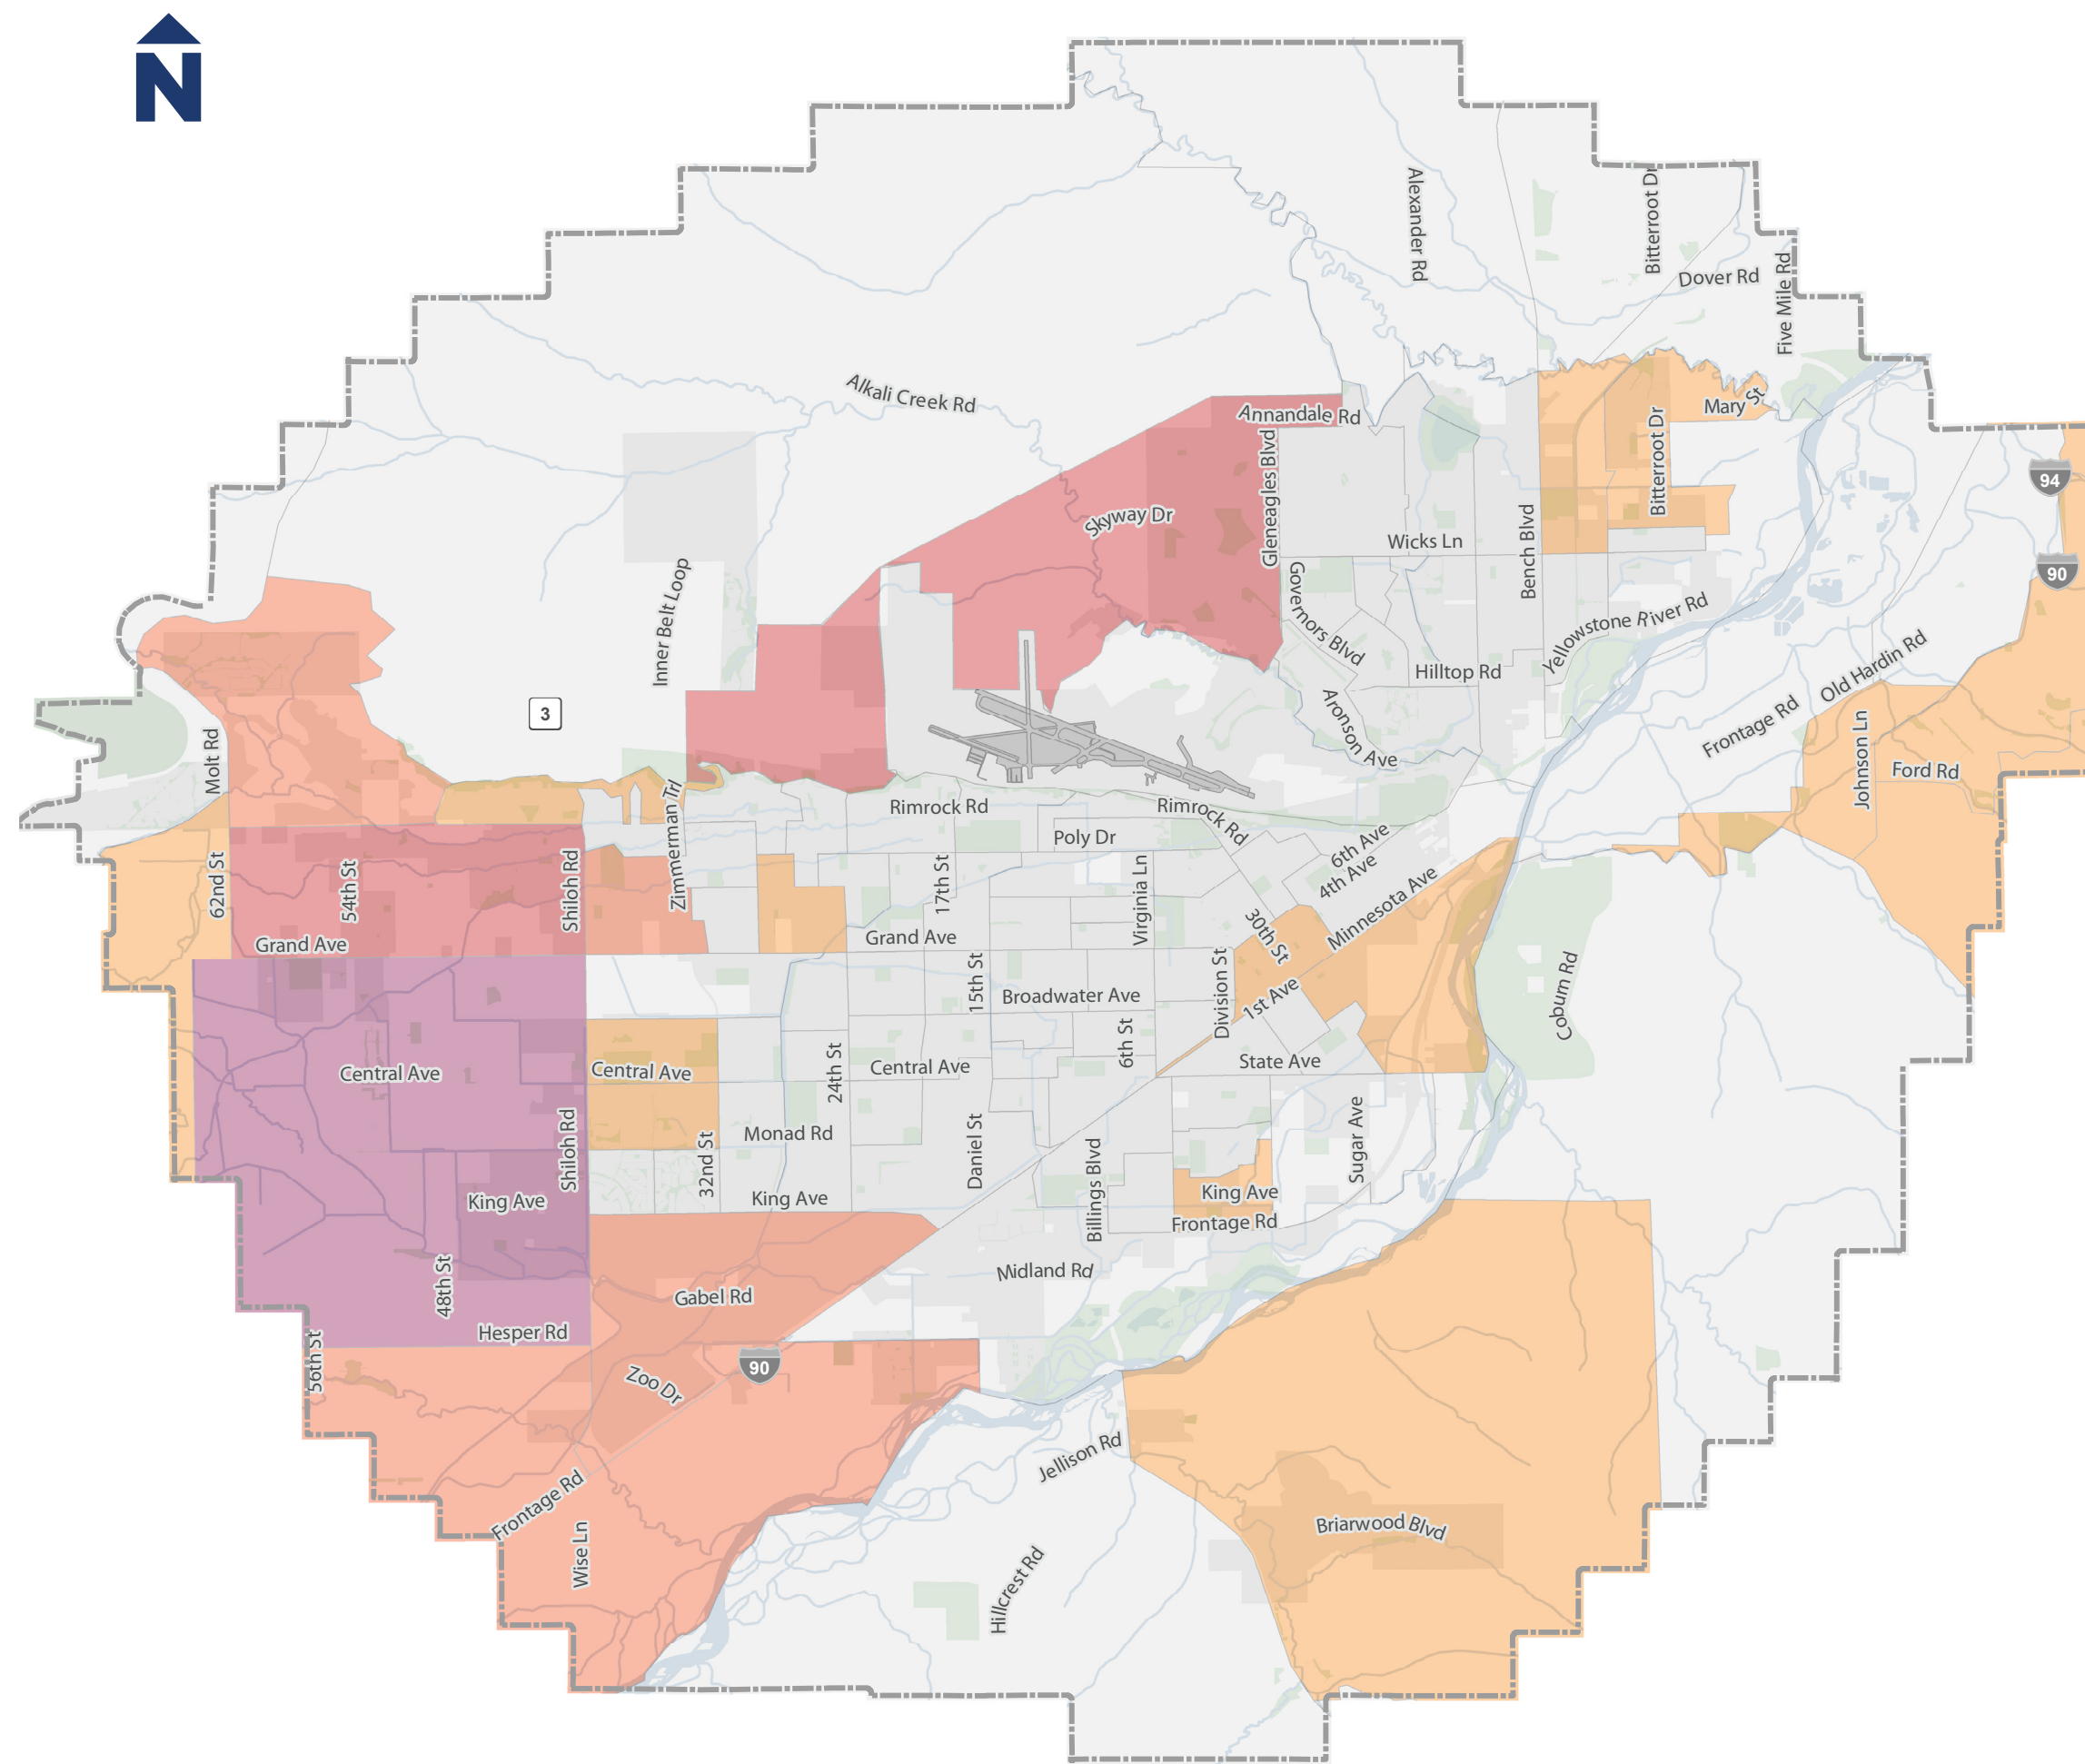 N
Alexander Rd
Bitterroot Dr
Dover Rd
Five Mile Rd
Alkali Creek Rd
Annandale Rd
Mary St
Bitterroot Dr
Gleneagles Blvd
94
Skyway Dr
Wicks Ln
Bench Blvd
90
Inner Belt Loop
Governors Blvd
Yellowstone River Rd
Hilltop Rd
Old Hardin Rd
3
Aronson Ave
Frontage Rd
Molt Rd
Johnson Ln
Ford Rd
Zimmerman Trl
Rimrock Rd
Rimrock Rd
Poly Dr
6th Ave
4th Ave
62nd St
54th St
Shiloh Rd
17th St
Virginia Ln
Minnesota Ave
30th St
Grand Ave
Grand Ave
15th St
Broadwater Ave
Division St
1st Ave
Coburn Rd
Central Ave
Central Ave
24th St
Central Ave
6th St
State Ave
Monad Rd
Shiloh Rd
32nd St
Daniel St
Sugar Ave
King Ave
King Ave
Billings Blvd
King Ave
Frontage Rd
48th St
Gabel Rd
Midland Rd
Hesper Rd
56th St
90
Zoo Dr
Jellison Rd
Frontage Rd
Wise Ln
Briarwood Blvd
Hillcrest Rd